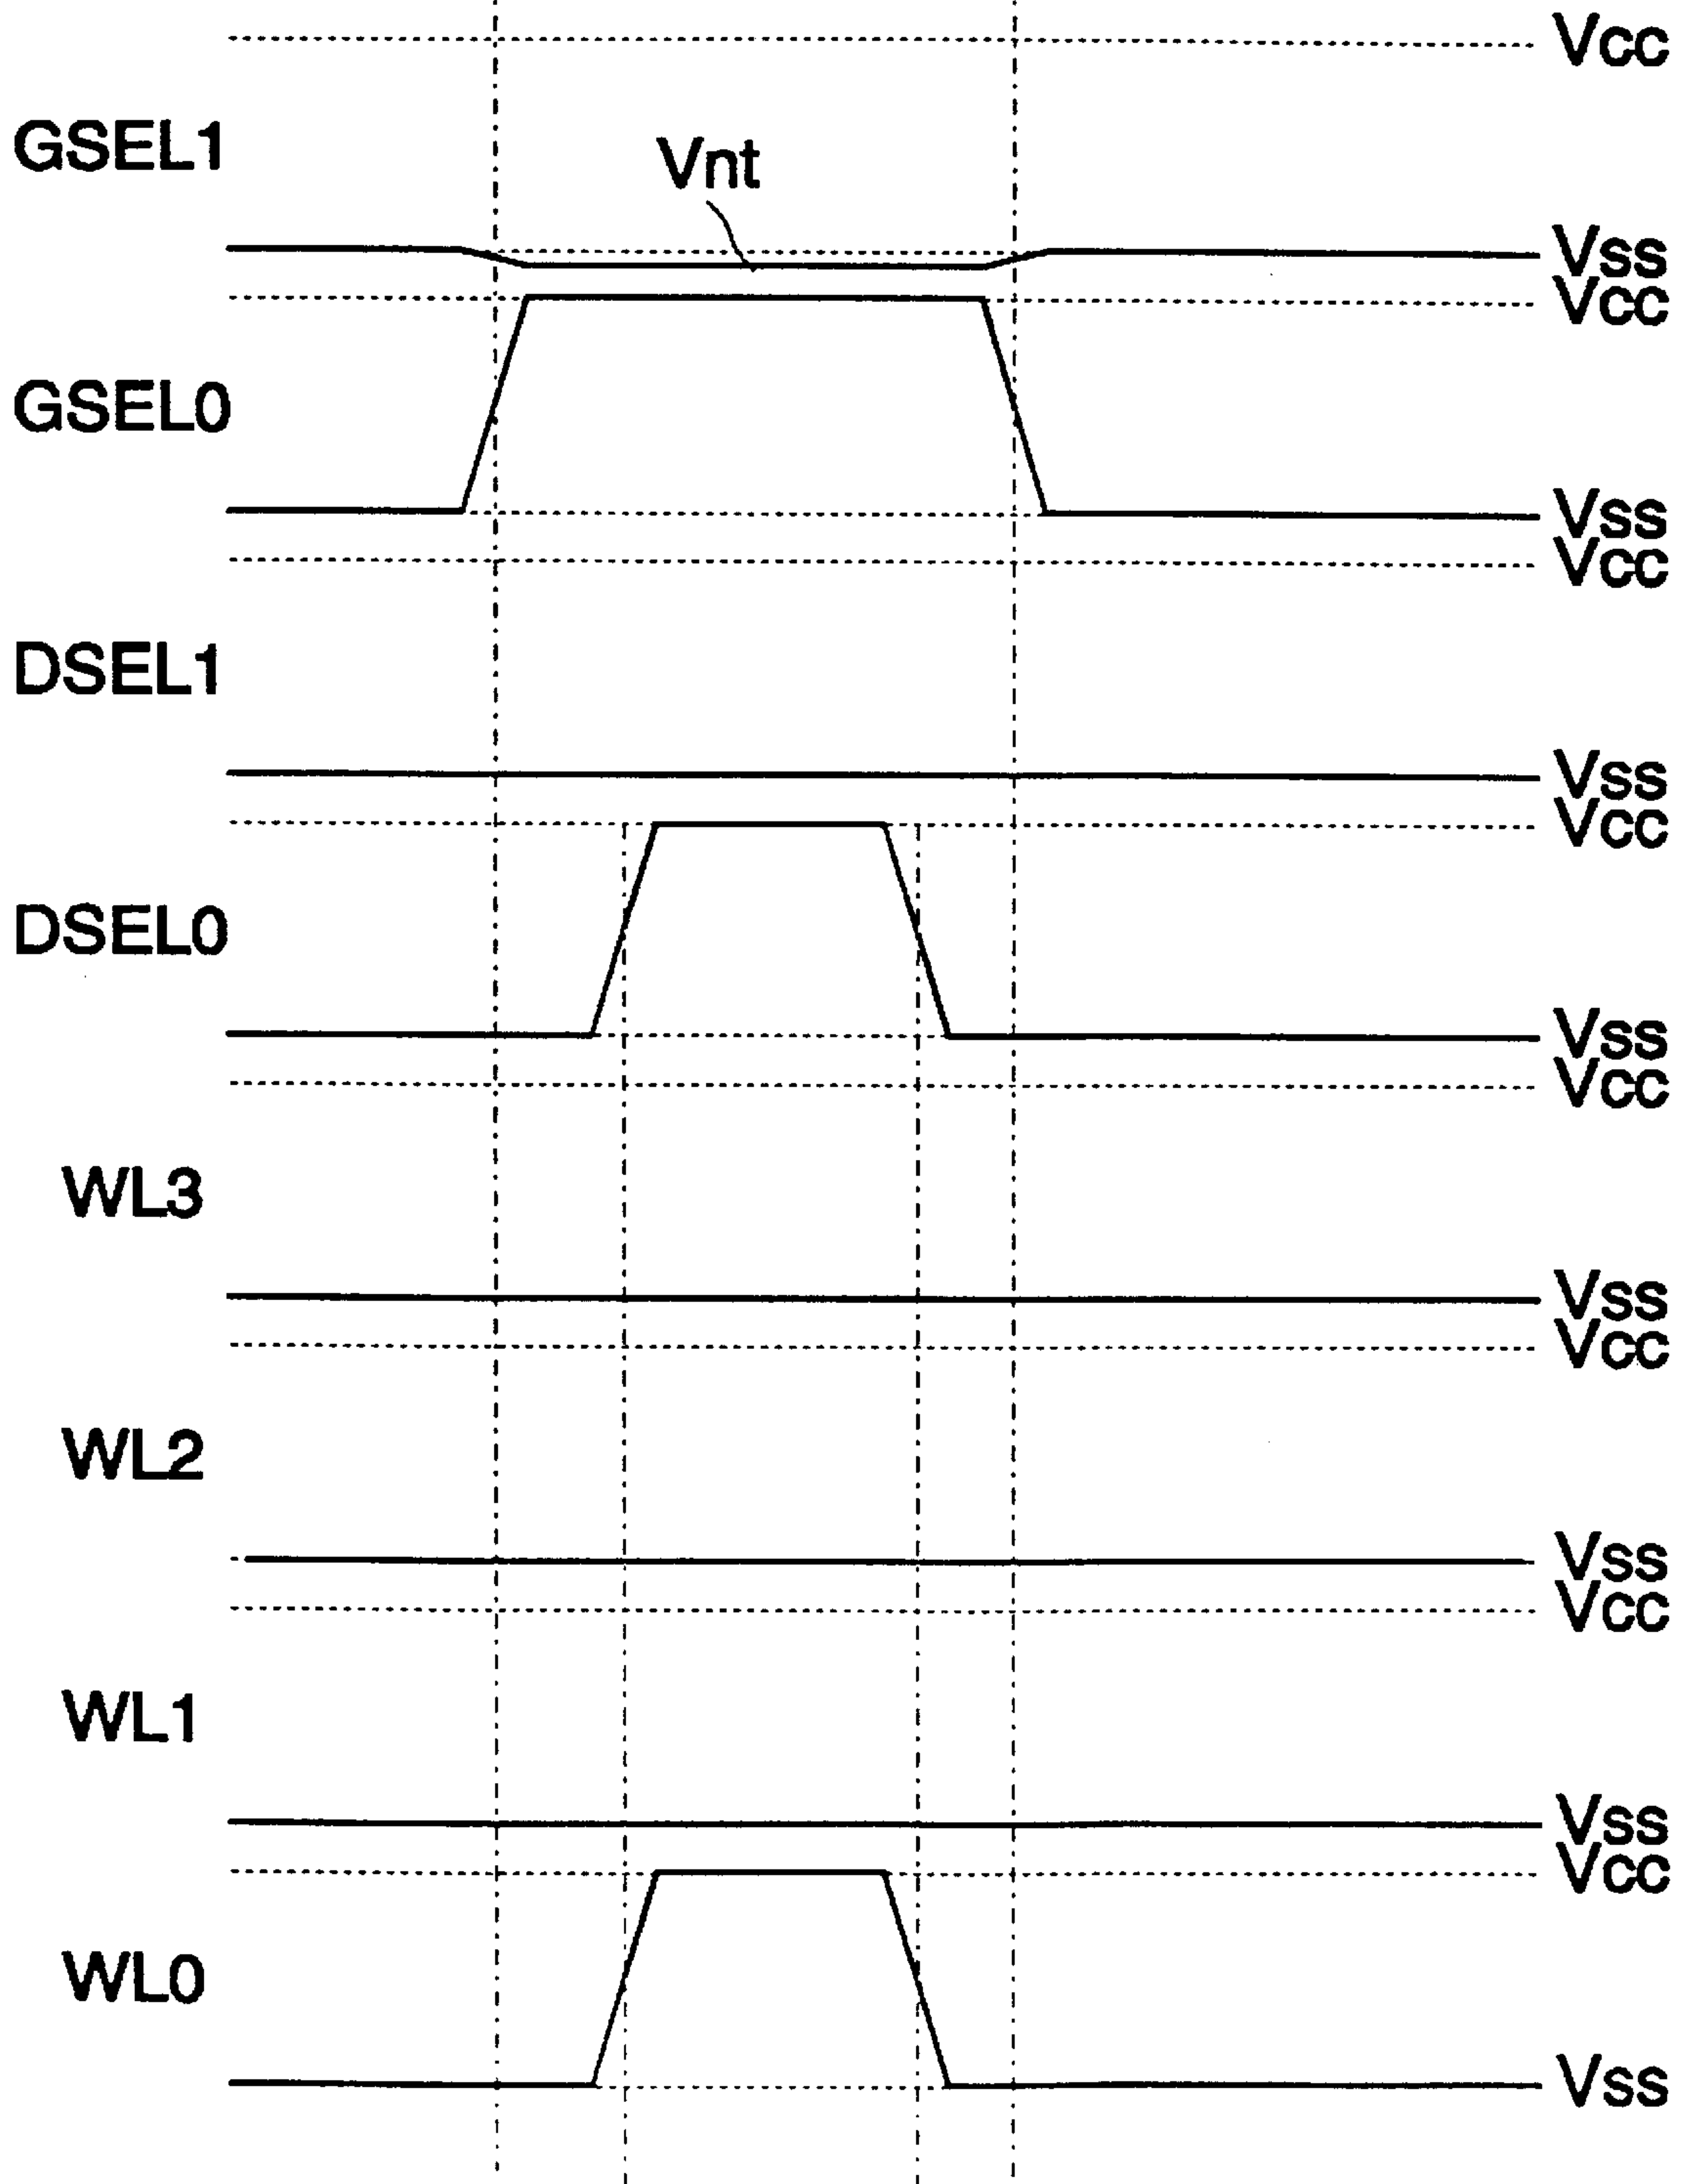 Vcc
GSEL1
Vnt
Vss
Vcc
GSEL0
Vss
Vcc
DSEL1
Vss
Vcc
DSEL0
Vss
Vcc
WL3
Vss
Vcc
WL2
Vss
Vcc
WL1
Vss
Vcc
WL0
Vss